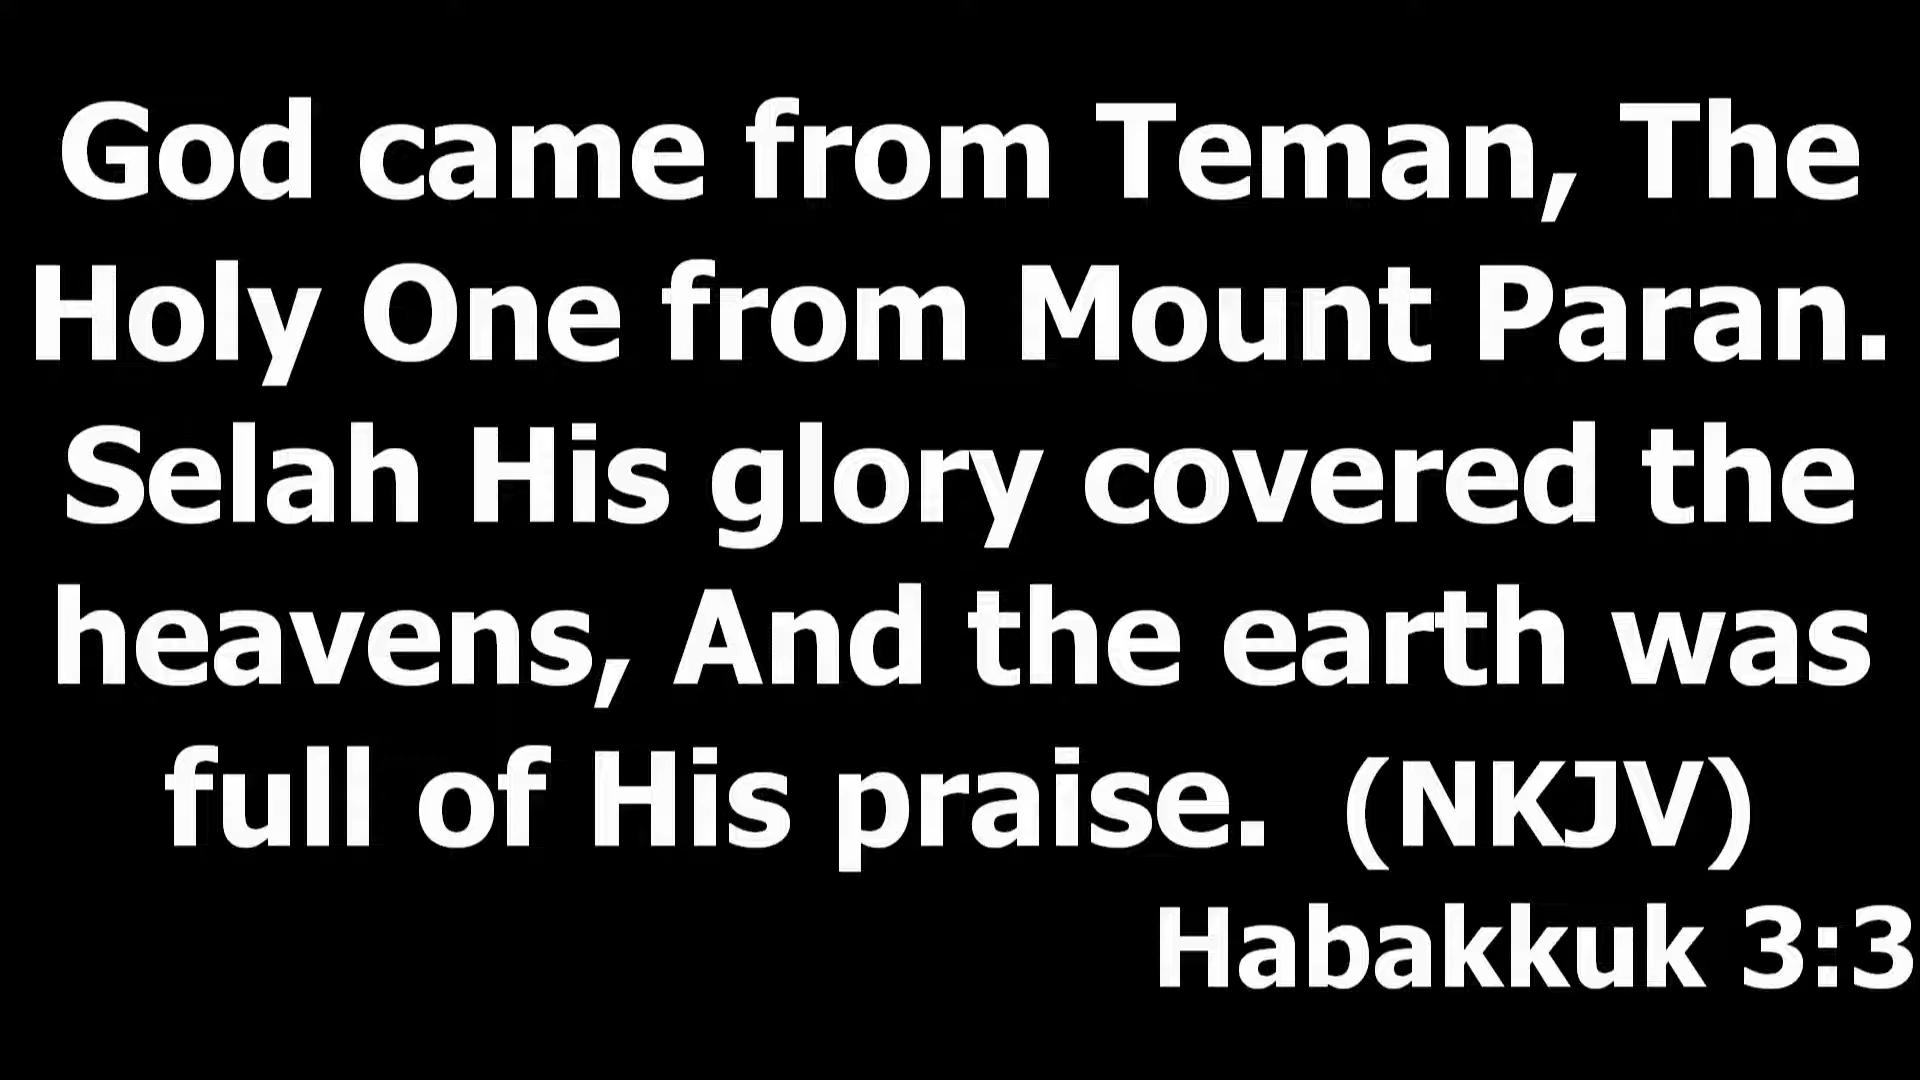 God came from Teman, The
Holy One from Mount Paran.
Selah His glory covered the
heavens, And the earth was
full of His praise.  (NKJV)
Habakkuk 3:3